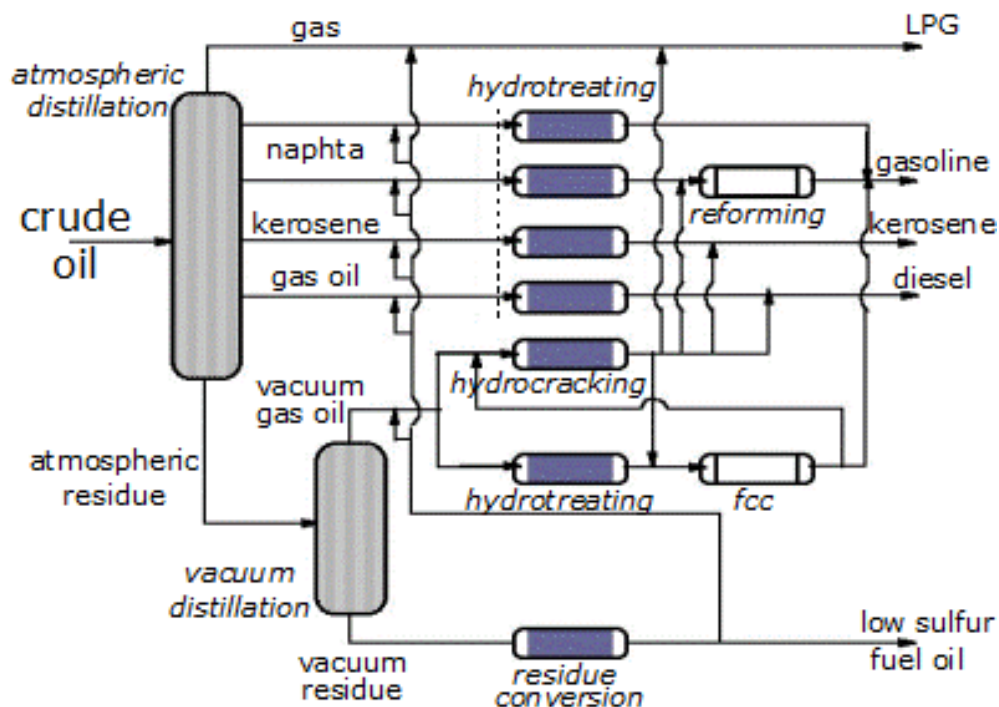 gas
LPG
atmospheric
distillation
hydrotreating
naphta
gasoline
reforming
crude
oil
kerosene
kerosene
gas oil
diesel
vacuum
gas oil
hydrocracking
atmospheric
residue
hydrotreating
fcc
vacuum
distillation
low sulfur
fuel oil
vacuum
residue
residue
conversion